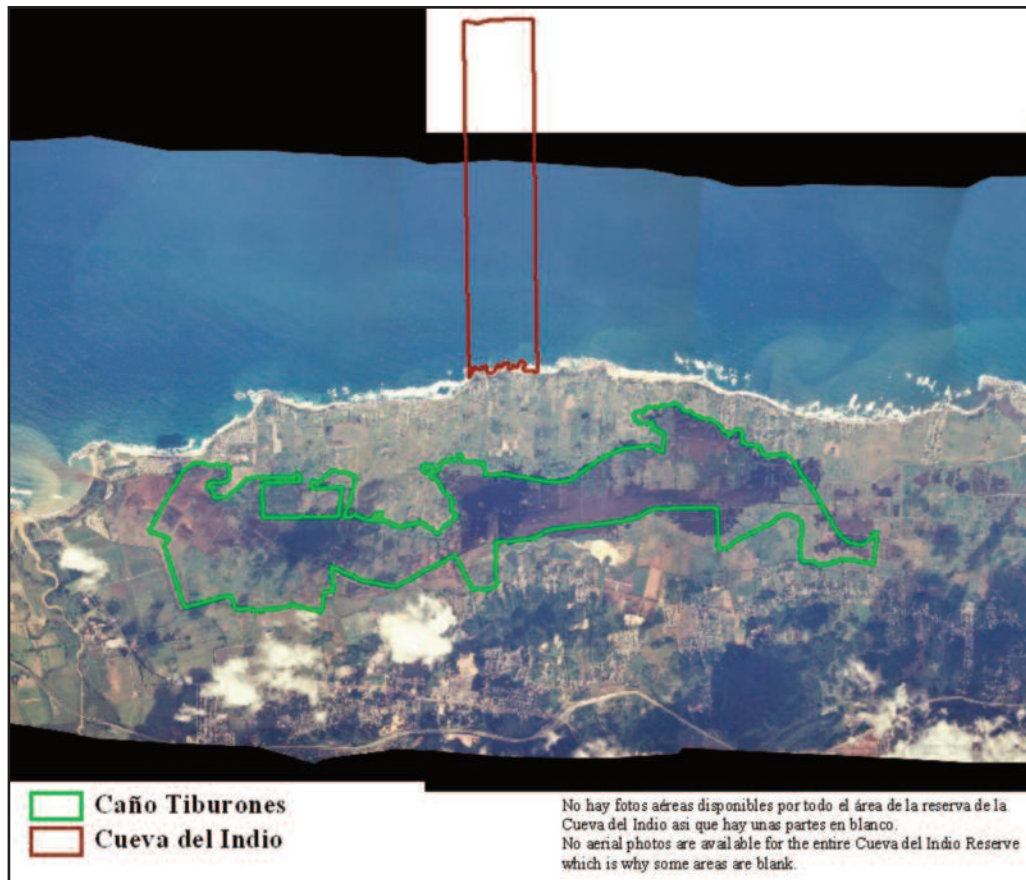 Caño Tiburones
Cueva del Indio
No hay fotos aéreas disponibles por todo el área de la reserva de la
Cueva del Indio asi que hay unas partes en blanco.
No aerial photos are available for the entire Cueva del Indio Reserve
which is why some areas are blank.